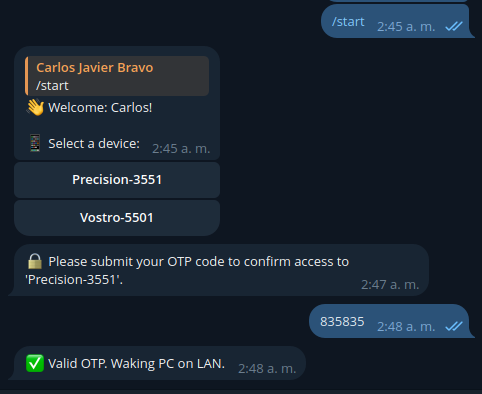 /start 2:45 a. m.
Carlos Javier Bravo
/start
👋 Welcome: Carlos!
📱 Select a device: 2:45 a. m.
Precision-3551
Vostro-5501
🔒 Please submit your OTP code to confirm access to
'Precision-3551'.
2:47 a. m.
835835 2:48 a. m.
✅ Valid OTP. Waking PC on LAN. 2:48 a. m.